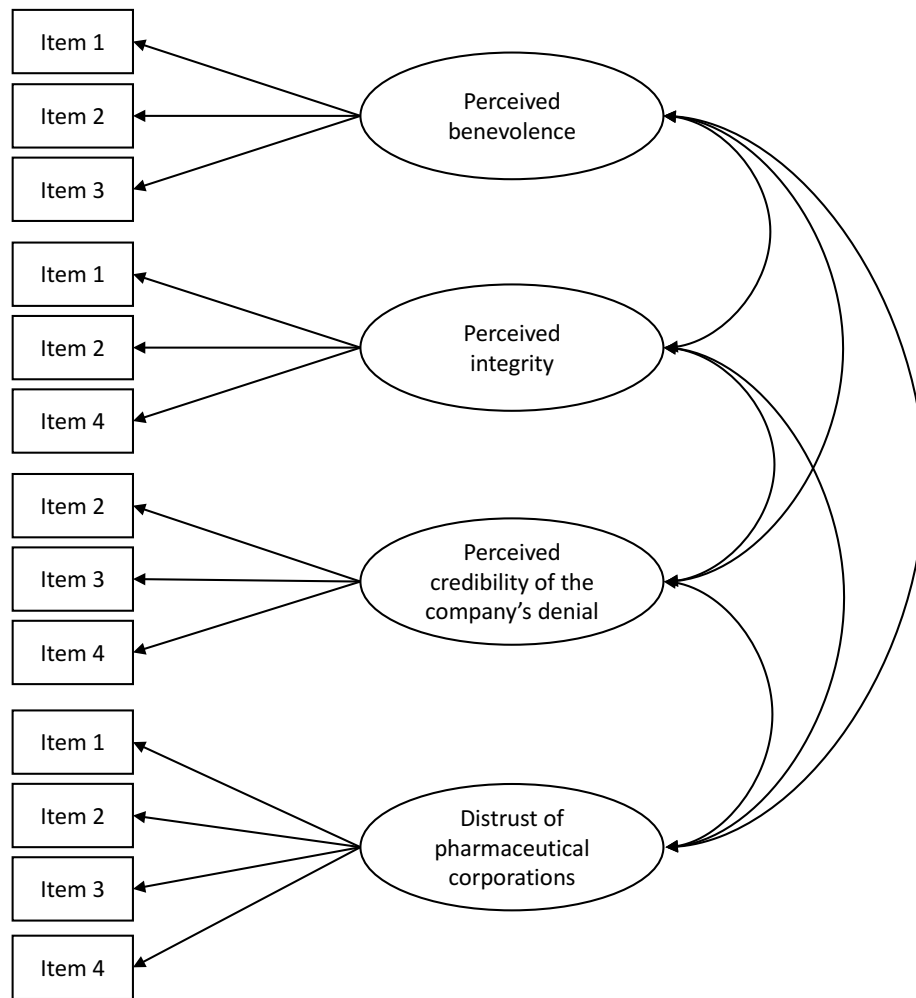 Item 1
Item 2
Item 3
Perceived
benevolence
Item 1
Item 2
Item 4
Perceived
integrity
Item 2
Item 3
Item 4
Perceived
credibility of the
company’s denial
Item 1
Item 2
Item 3
Item 4
Distrust of
pharmaceutical
corporations